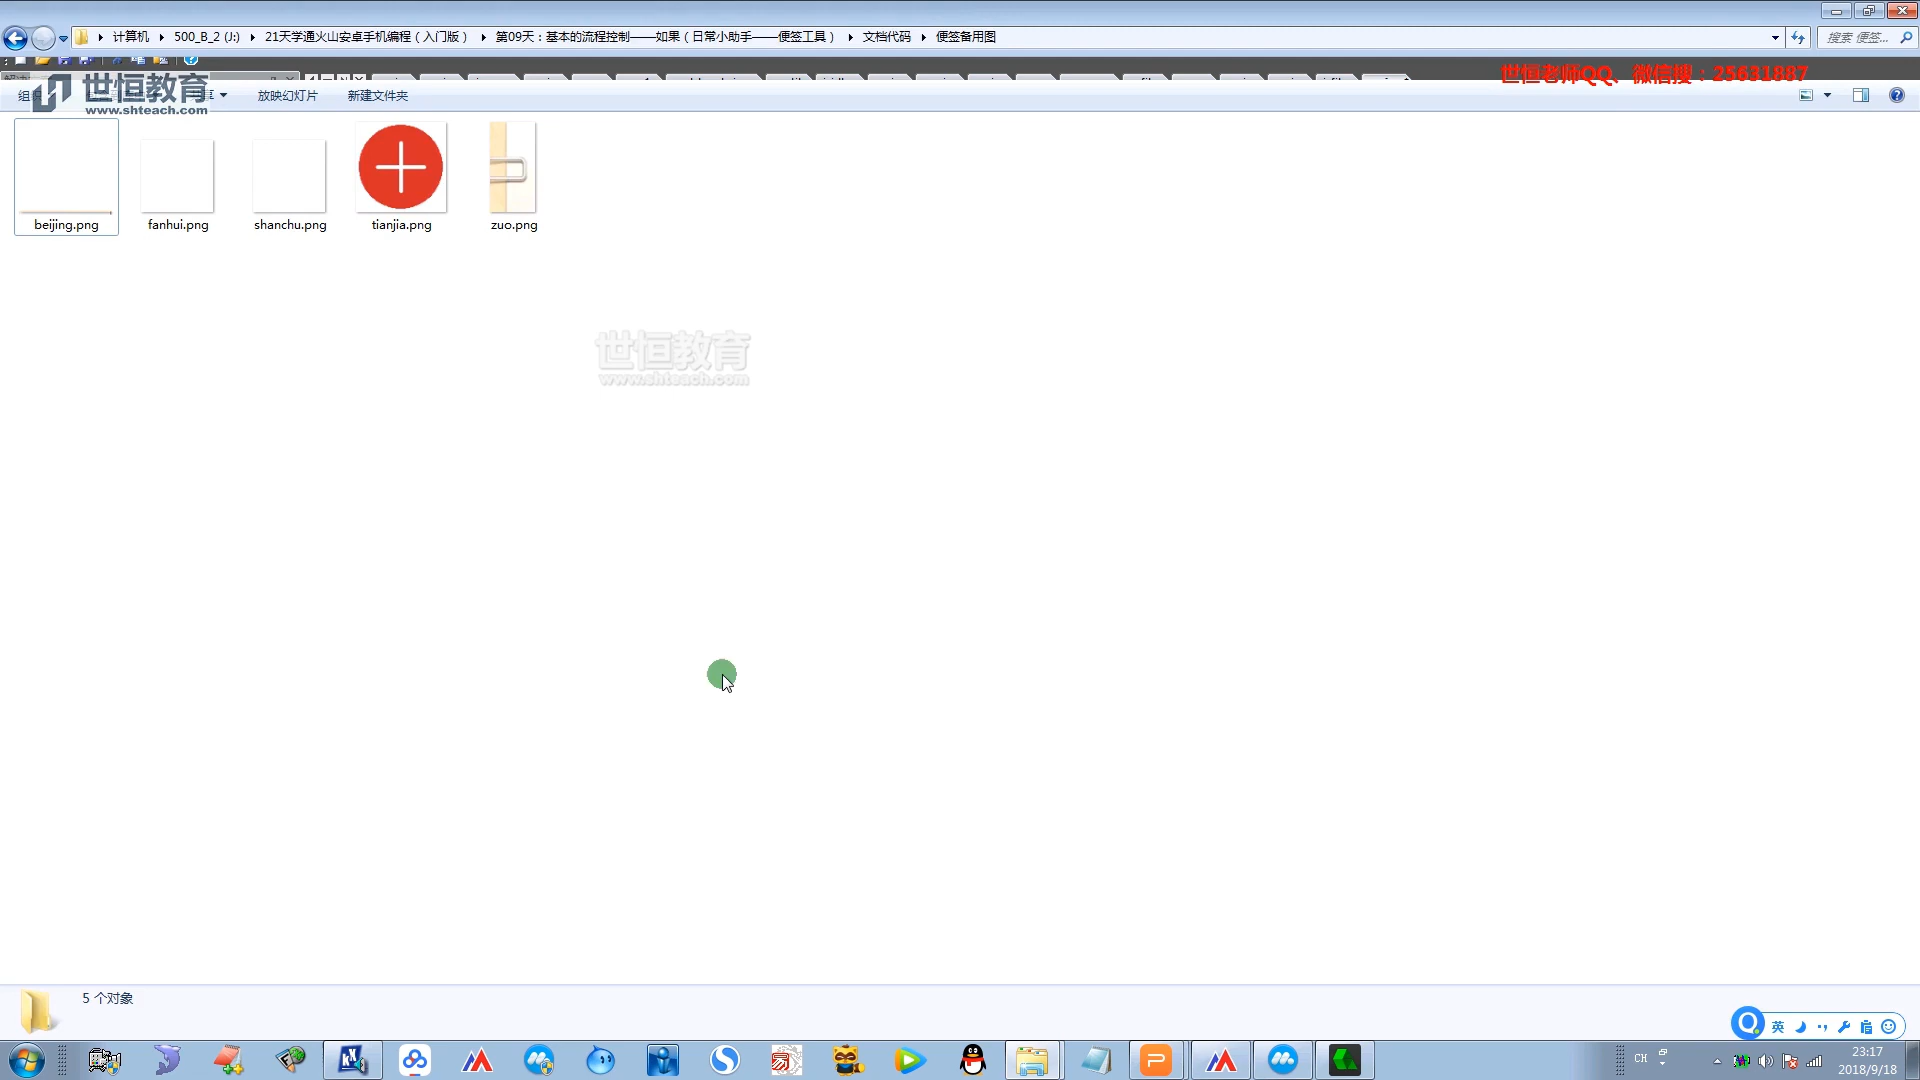 计算机 500_B_2 (J:) 21天学通火山安卓手机编程（入门版） 第09天：基本的流程控制——如果（日常小助手——便签工具） 文档代码 便签备用图
搜索 便签...
世恒老师QQ、微信搜：25631887
世恒教育
www.shteach.com
放映幻灯片 新建文件夹
beijing.png fanhui.png shanchu.png tianjia.png zuo.png
世恒教育
www.shteach.com
5 个对象
英
CH
23:17
2018/9/18